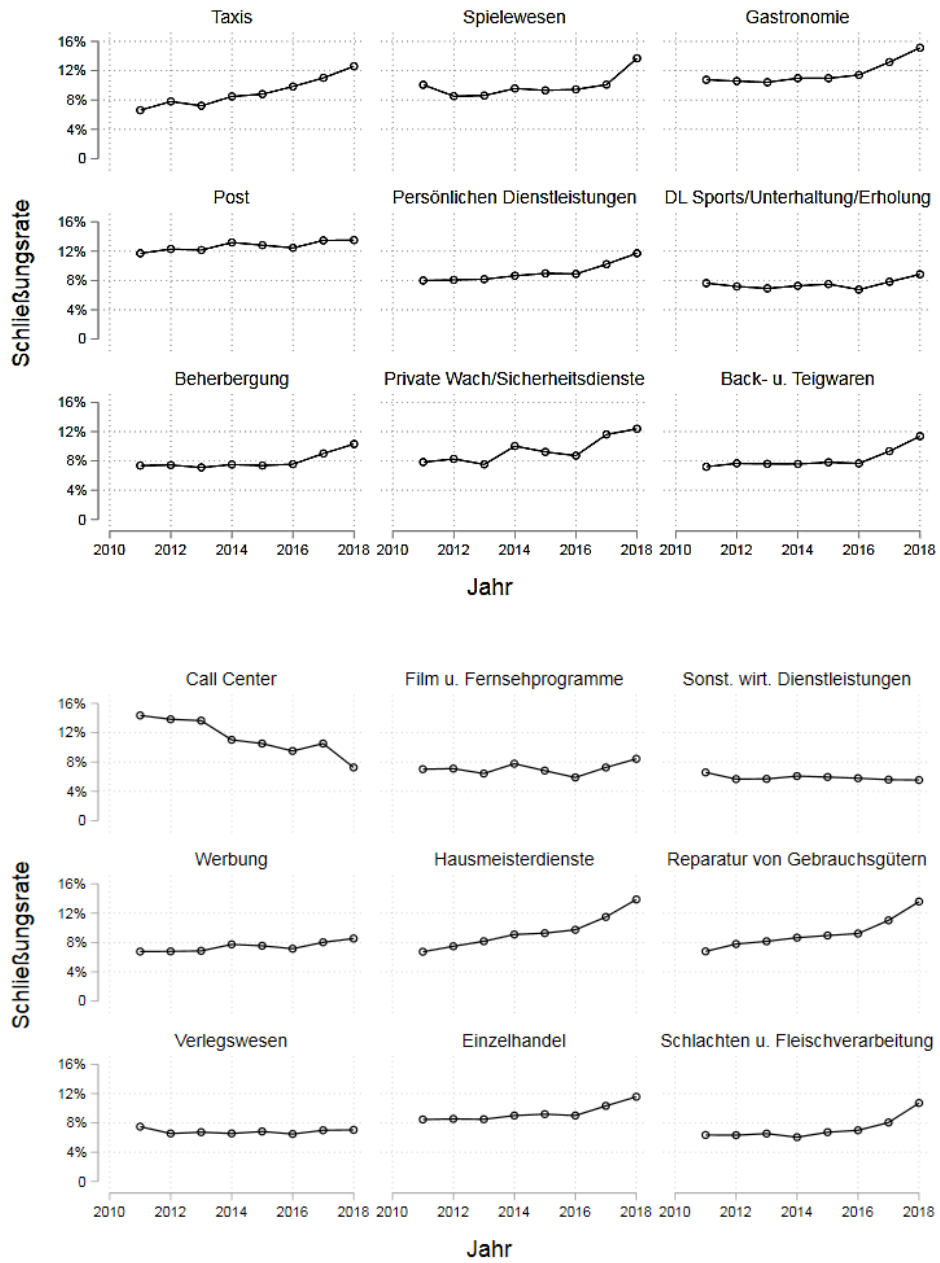 Taxis Spielewesen Gastronomie
16%
12%
8%
4%
0
Post Persönlichen Dienstleistungen DL Sports/Unterhaltung/Erholung
16%
12%
8%
4%
0
Schließungsrate
Beherbergung Private Wach/Sicherheitsdienste Back- u. Teigwaren
16%
12%
8%
4%
0
2010 2012 2014 2016 2018 2010 2012 2014 2016 2018 2010 2012 2014 2016 2018
Jahr
Call Center Film u. Fernsehprogramme Sonst. wirt. Dienstleistungen
16%
12%
8%
4%
0
Werbung Hausmeisterdienste Reparatur von Gebrauchsgütern
16%
12%
8%
4%
0
Schließungsrate
Verlegswesen Einzelhandel Schlachten u. Fleischverarbeitung
16%
12%
8%
4%
0
2010 2012 2014 2016 2018 2010 2012 2014 2016 2018 2010 2012 2014 2016 2018
Jahr